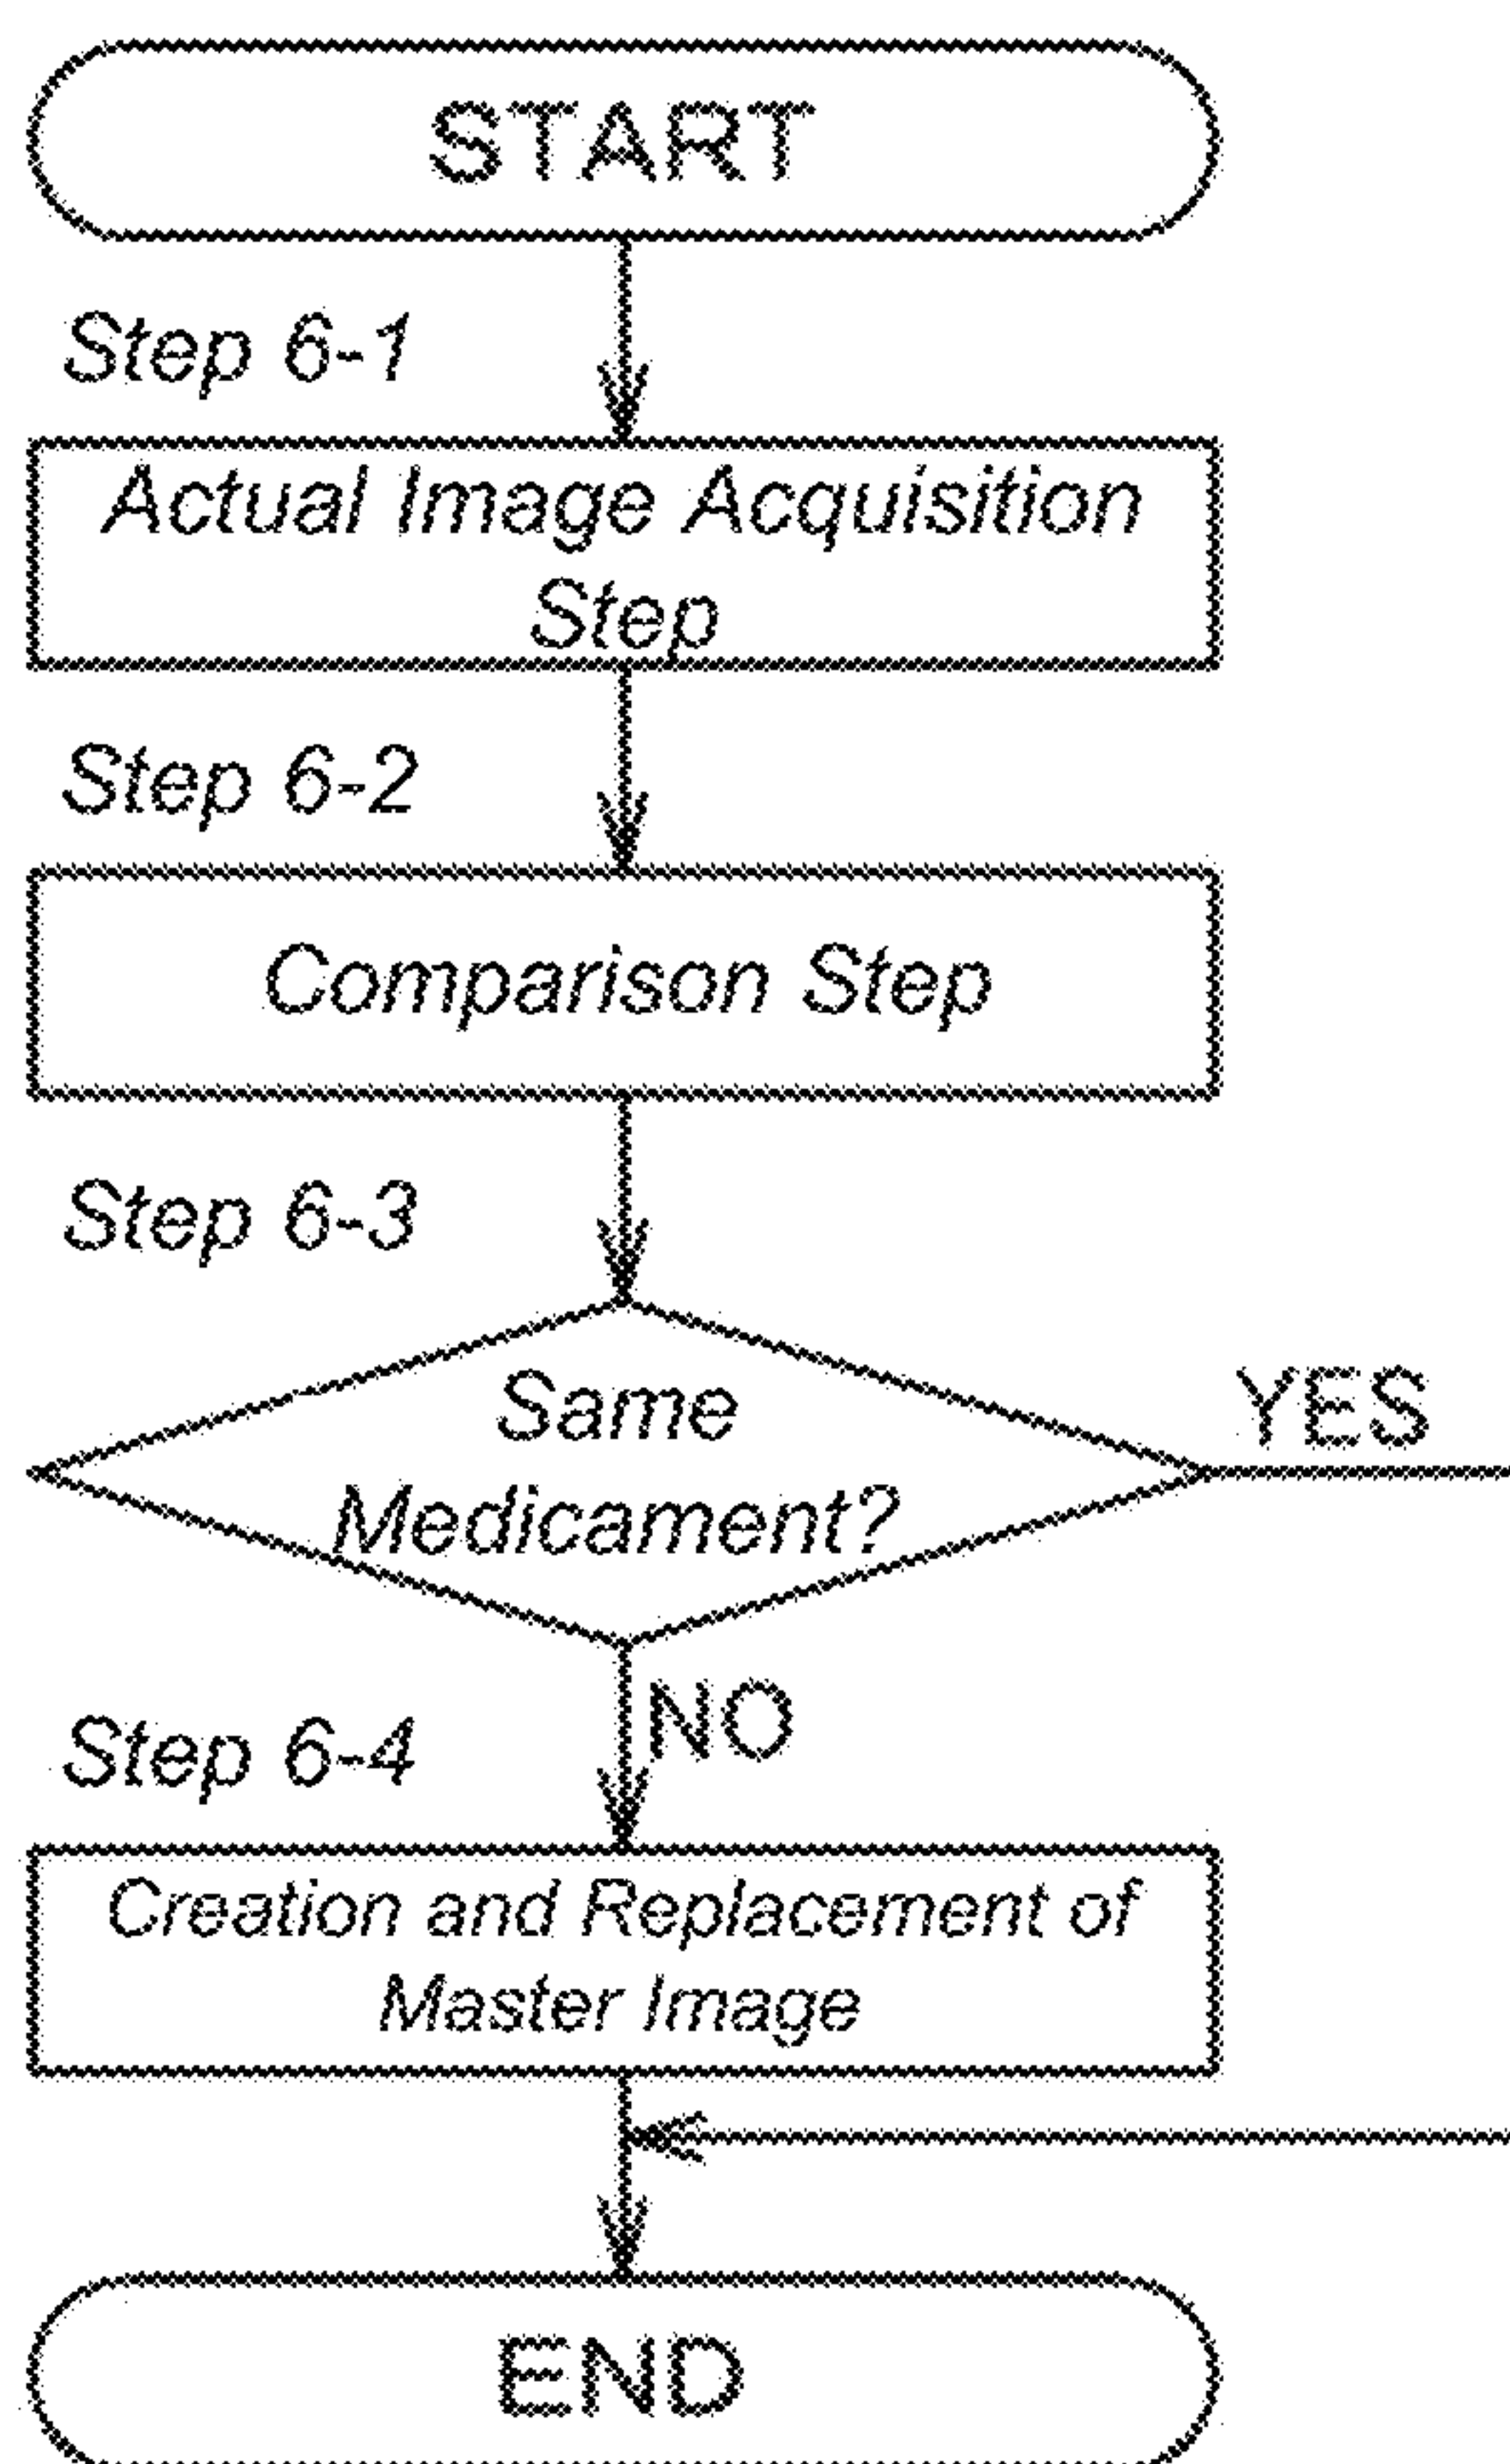 START
Step 6-1
Actual Image Acquisition
Step
Step 6-2
Comparison Step
Step 6-3
Same
Medicament?
YES
NO
Step 6-4
Creation and Replacement of
Master Image
END